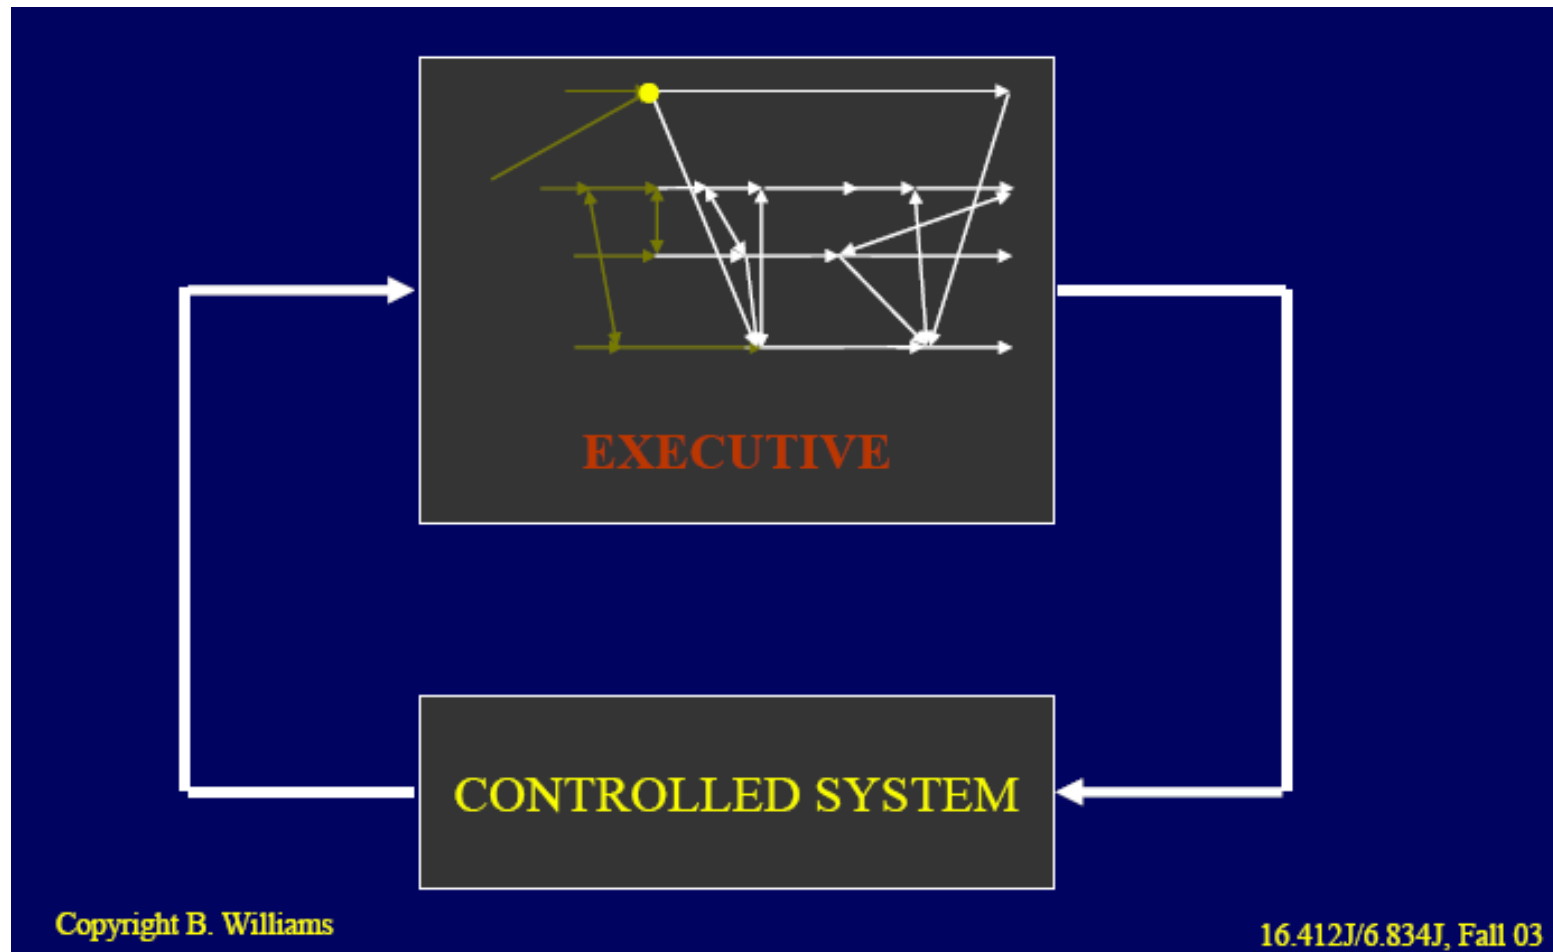 EXECUTIVE
CONTROLLED SYSTEM
Copyright B. Williams
16.412J/6.834J, Fall 03